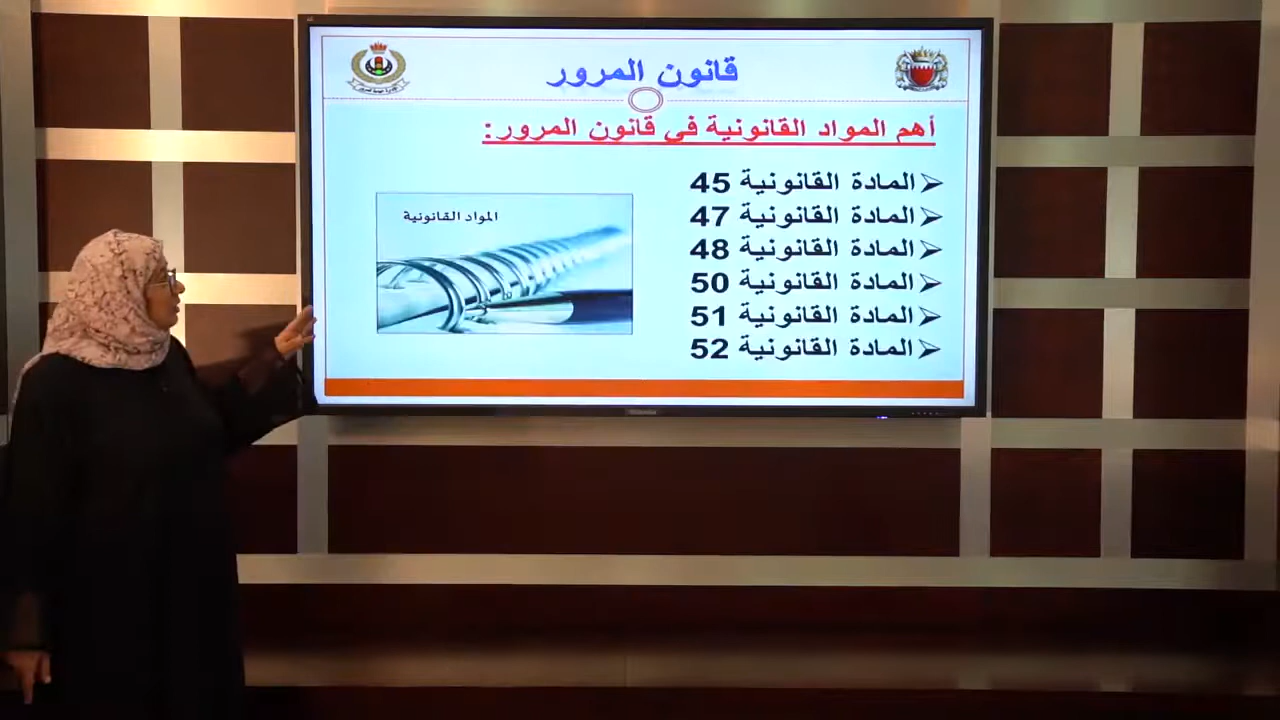 قانون المرور
أهم المواد القانونية في قانون المرور:
المادة القانونية 45
المادة القانونية 47
المادة القانونية 48
المادة القانونية 50
المادة القانونية 51
المادة القانونية 52
المواد القانونية